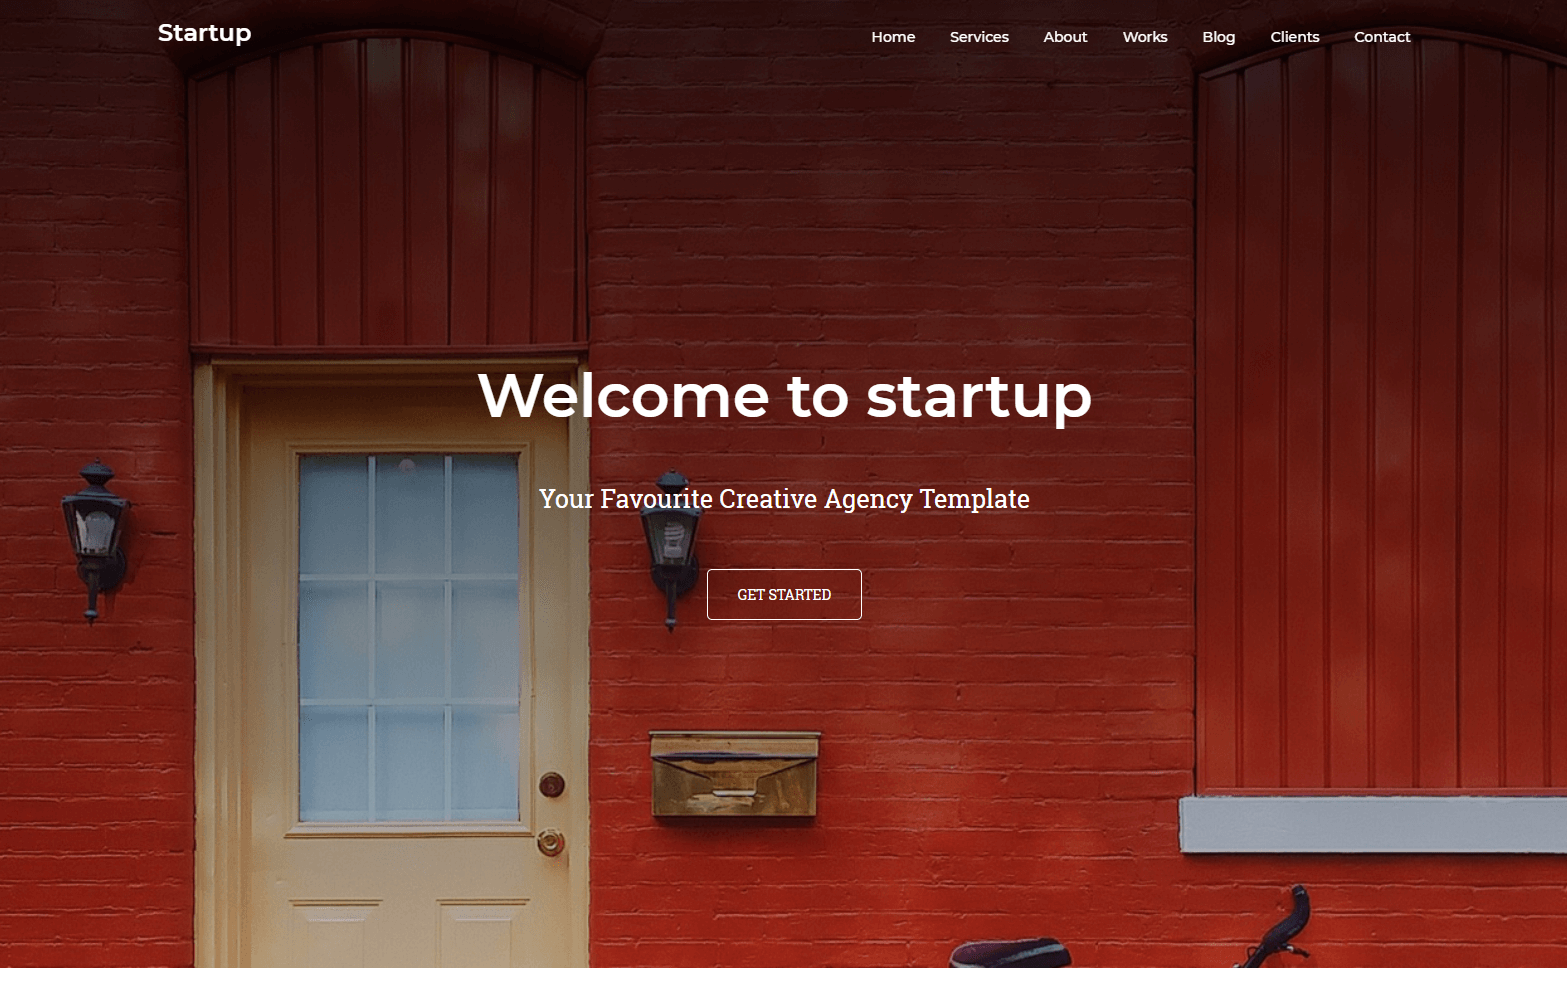 Startup
Home Services About Works Blog Clients Contact
Welcome to startup
Your Favourite Creative Agency Template
GET STARTED